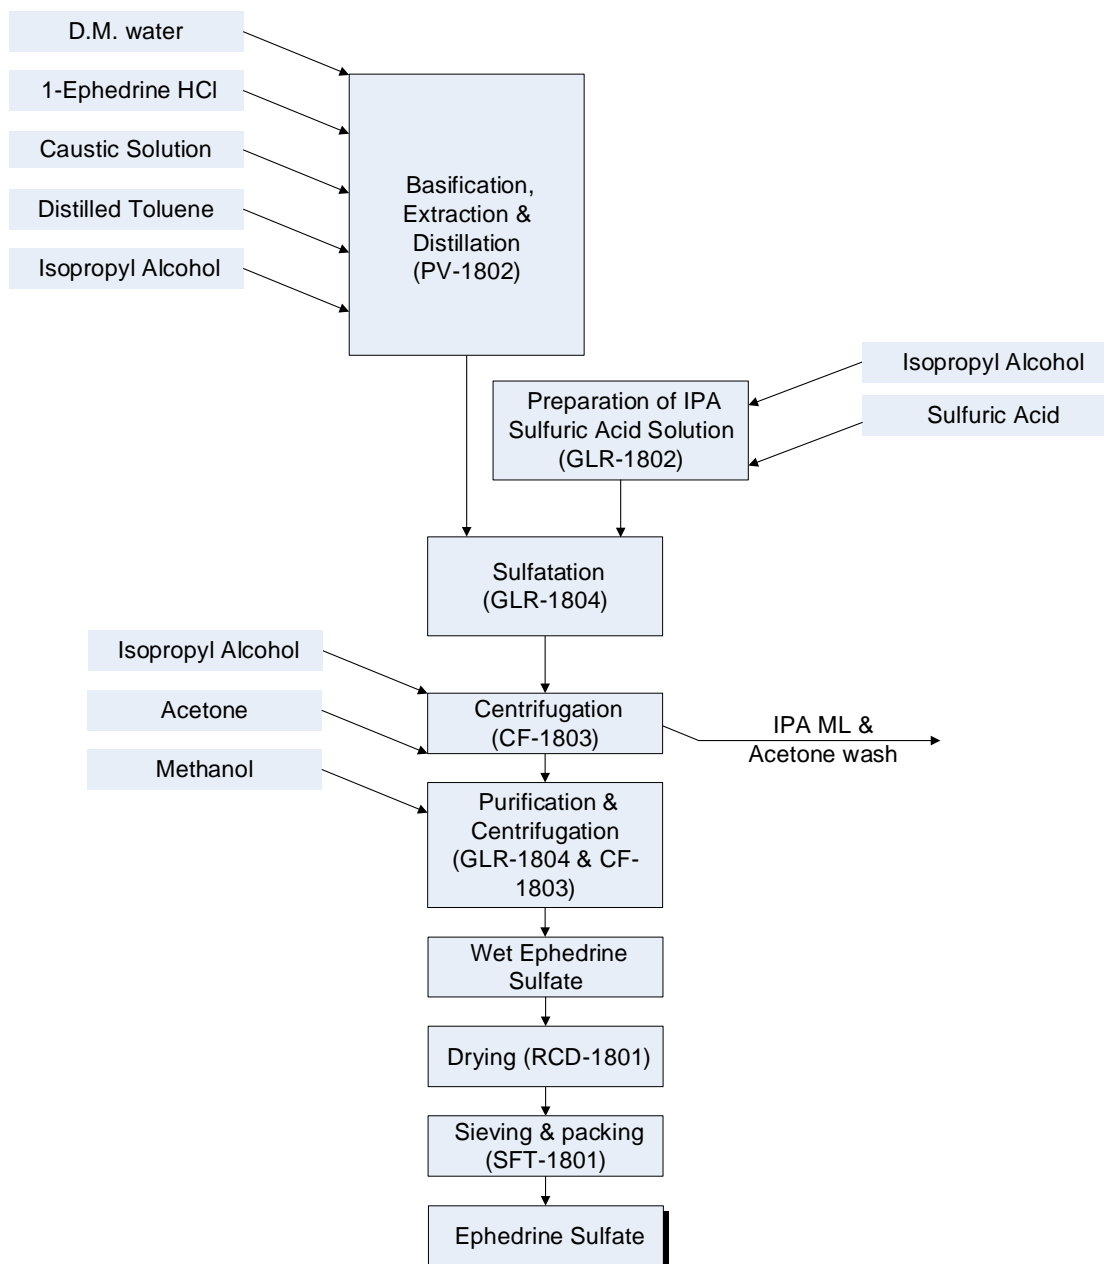 D.M. water
1-Ephedrine HCl
Caustic Solution
Distilled Toluene
Isopropyl Alcohol
Basification,
Extraction &
Distillation
(PV-1802)
Isopropyl Alcohol
Sulfuric Acid
Preparation of IPA
Sulfuric Acid Solution
(GLR-1802)
Sulfatation
(GLR-1804)
Isopropyl Alcohol
Acetone
Methanol
Centrifugation
(CF-1803)
IPA ML &
Acetone wash
Purification &
Centrifugation
(GLR-1804 & CF-
1803)
Wet Ephedrine
Sulfate
Drying (RCD-1801)
Sieving & packing
(SFT-1801)
Ephedrine Sulfate